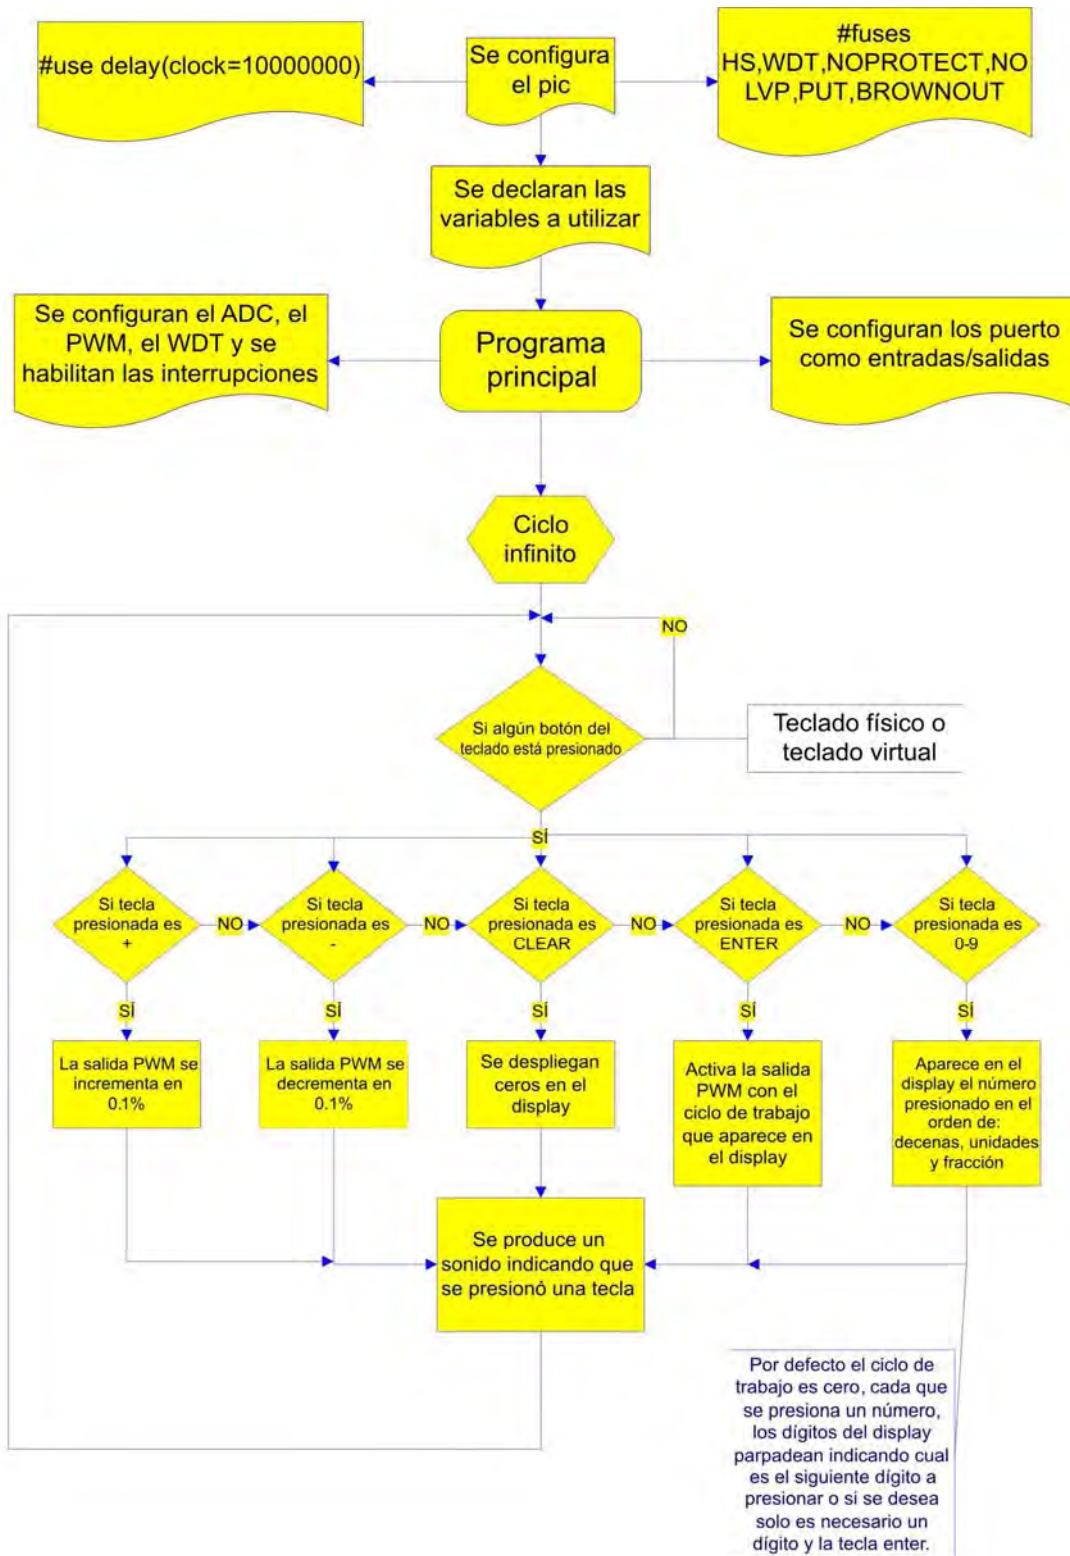 #use delay(clock=10000000)
Se configura
el pic
#fuses
HS,WDT,NOPROTECT,NO
LVP,PUT,BROWNOUT
Se declaran las
variables a utilizar
Se configuran el ADC, el
PWM, el WDT y se
habilitan las interrupciones
Programa
principal
Se configuran los puerto
como entradas/salidas
Ciclo
infinito
NO
Si algún botón del
teclado está presionado
Teclado físico o
teclado virtual
SÍ
Si tecla
presionada es
+
NO
Si tecla
presionada es
-
NO
Si tecla
presionada es
CLEAR
NO
Si tecla
presionada es
ENTER
NO
Si tecla
presionada es
0-9
SÍ
SÍ
SÍ
SÍ
SÍ
La salida PWM se
incrementa en
0.1%
La salida PWM se
decrementa en
0.1%
Se despliegan
ceros en el
display
Activa la salida
PWM con el
ciclo de trabajo
que aparece en
el display
Aparece en el
display el número
presionado en el
orden de:
decenas, unidades
y fracción
Se produce un
sonido indicando que
se presionó una tecla
Por defecto el ciclo de
trabajo es cero, cada que
se presiona un número,
los dígitos del display
parpadean indicando cual
es el siguiente dígito a
presionar o si se desea
solo es necesario un
dígito y la tecla enter.